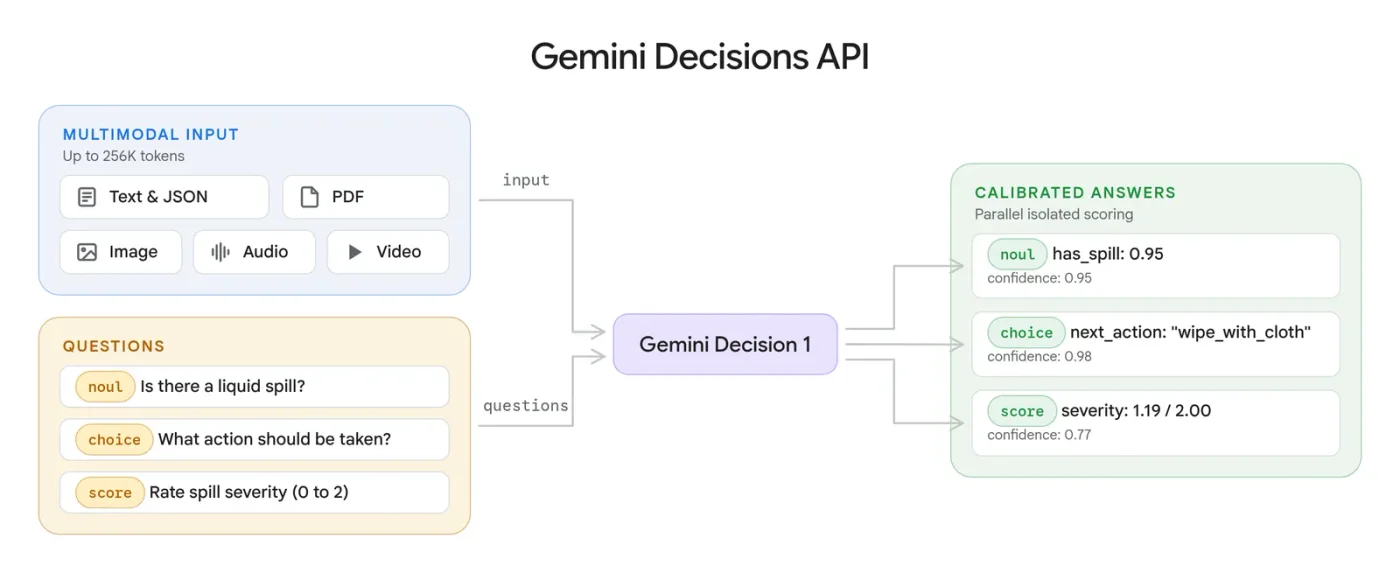 Gemini Decisions API
MULTIMODAL INPUT
Up to 256K tokens
Text & JSON
PDF
Image
Audio
Video
QUESTIONS
noul Is there a liquid spill?
choice What action should be taken?
score Rate spill severity (0 to 2)
input
questions
Gemini Decision 1
CALIBRATED ANSWERS
Parallel isolated scoring
noul has_spill: 0.95
confidence: 0.95
choice next_action: "wipe_with_cloth"
confidence: 0.98
score severity: 1.19 / 2.00
confidence: 0.77